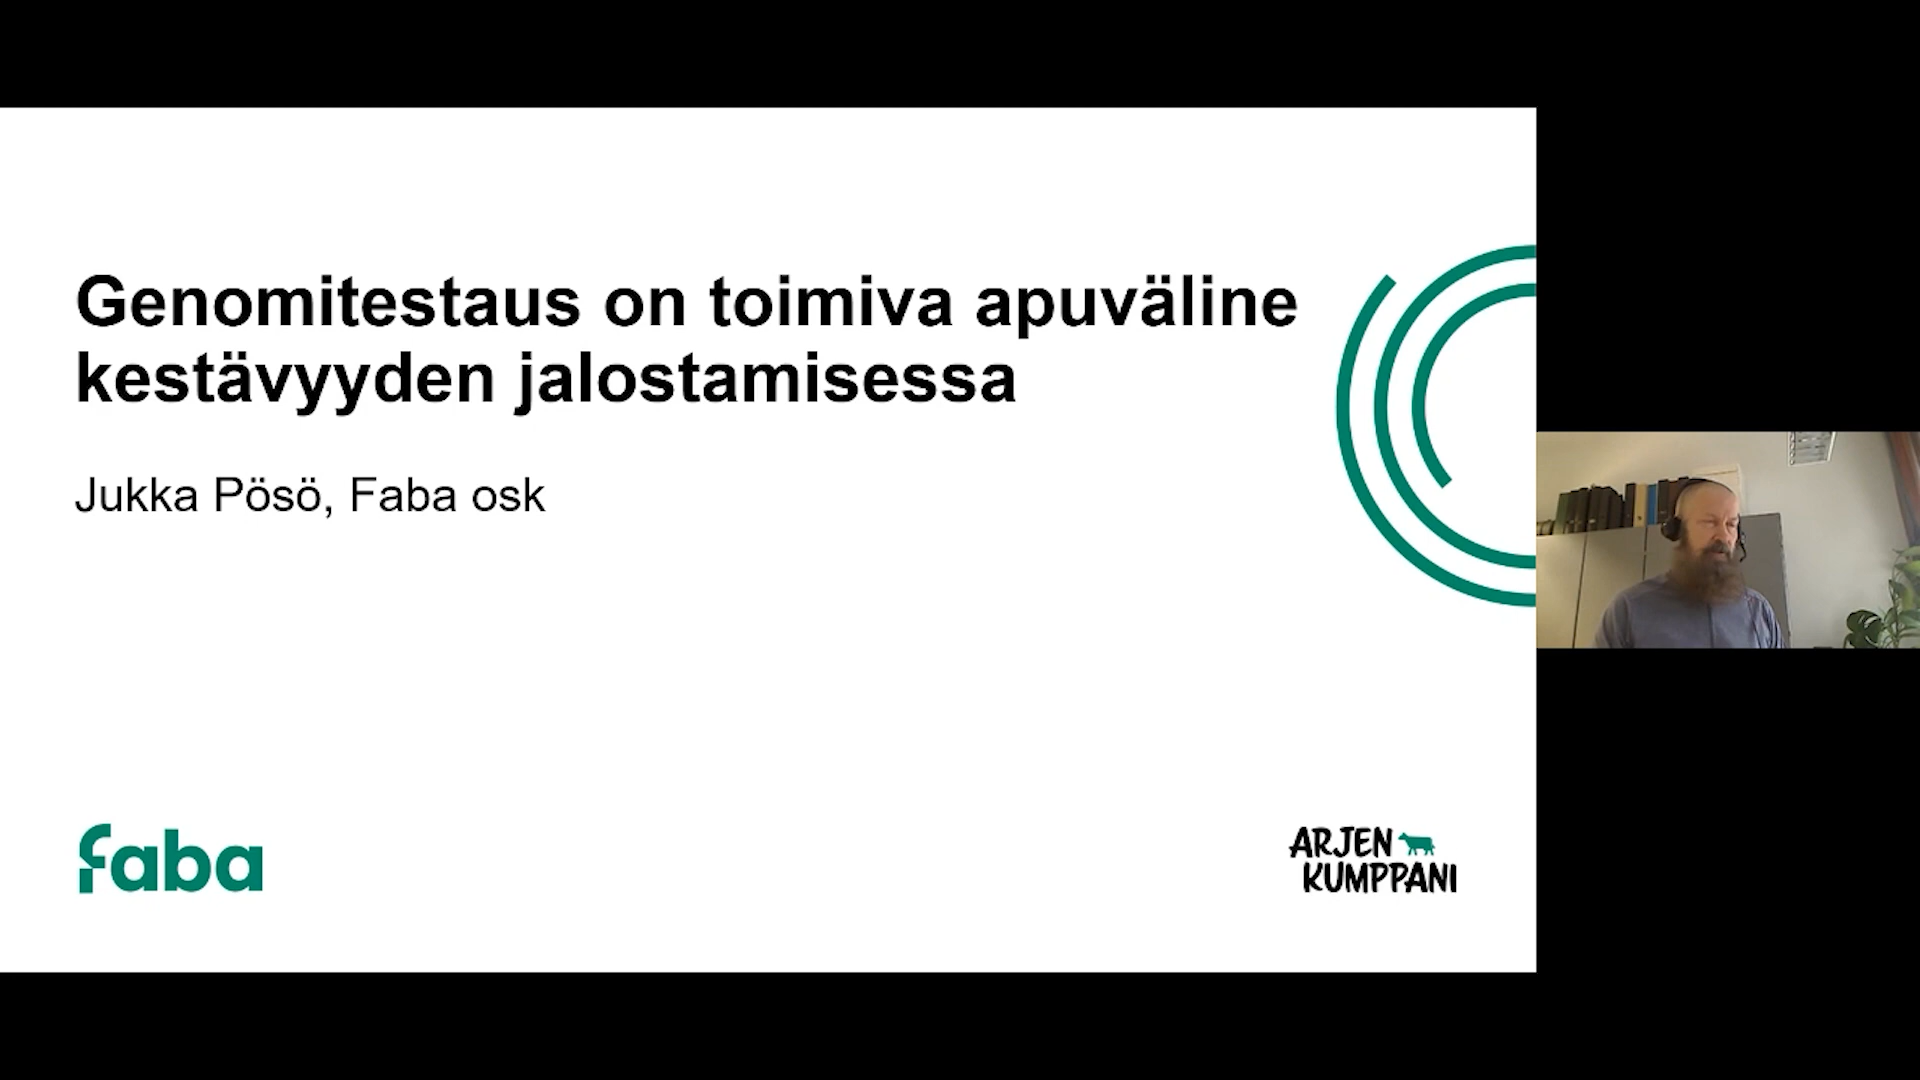 Genomitestaus on toimiva apuväline
kestävyyden jalostamisessa
Jukka Pösö, Faba osk
faba
ARJEN
KUMPPANI